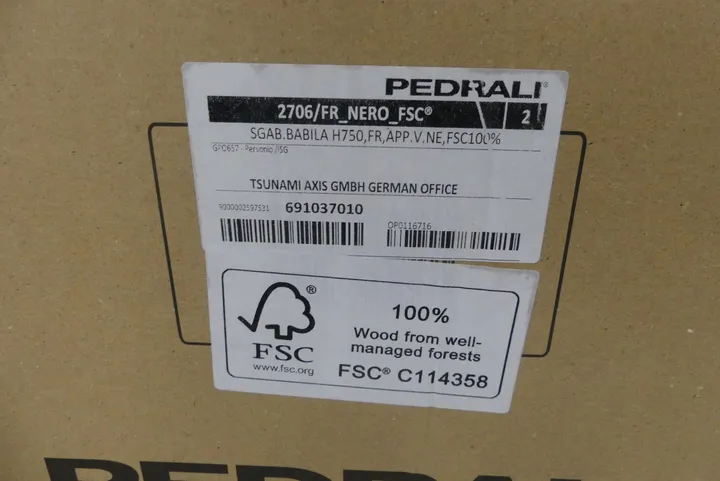 PEDRALI®
2706/FR_NERO_FSC® 2
SGAB.BABILA H750,FR,APP.V.NE,FSC100%
TSUNAMI AXIS GMBH GERMAN OFFICE
9200002597531 691037010
OP0116716
®
FSC
www.fsc.org
100%
Wood from well-
managed forests
FSC® C114358
PEDRALI